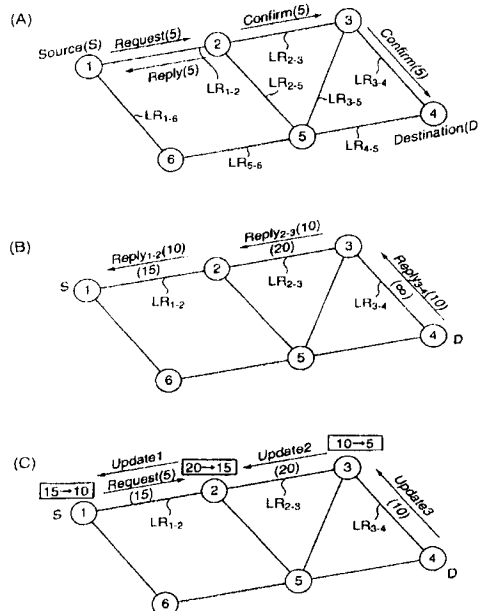 (A)
Source(S)
Request(5)
Reply(5)
Confirm(5)
Confirm(5)
1
2
3
4
5
6
LR1-2
LR2-3
LR2-5
LR3-5
LR3-4
LR1-6
LR5-6
LR4-5
Destination(D
(B)
Reply1-2(10)
(15)
Reply2-3(10)
(20)
Reply3-4(10)
(∞)
S
1
2
3
4
5
6
D
LR1-2
LR2-3
LR3-4
(C)
Update1
Update2
Update3
15→10
20→15
10→5
Request(5)
(15)
(20)
(10)
S
1
2
3
4
5
6
D
LR1-2
LR2-3
LR3-4